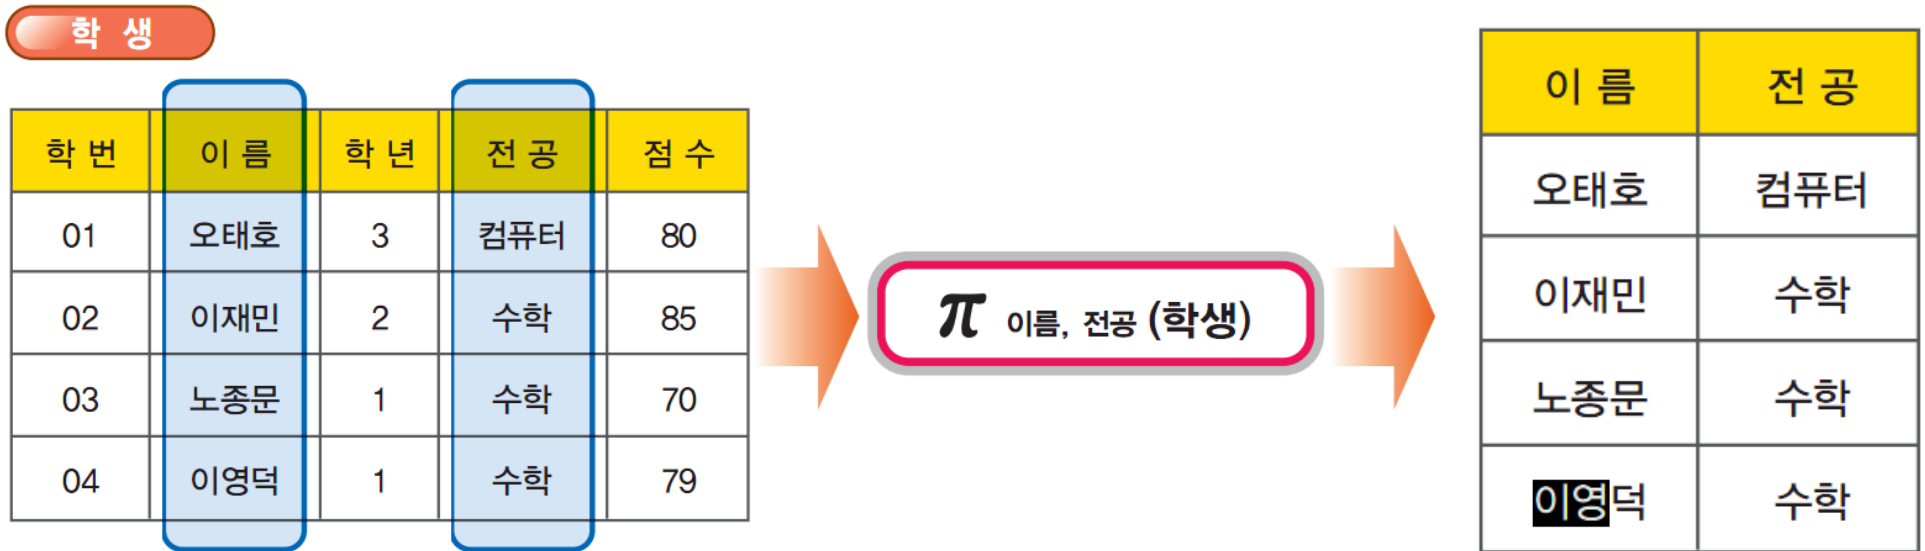 학 생
학 번 이 름 학 년 전 공 점 수
01 오태호 3 컴퓨터 80
02 이재민 2 수학 85
03 노종문 1 수학 70
04 이영덕 1 수학 79
π 이름, 전공 (학생)
이 름 전 공
오태호 컴퓨터
이재민 수학
노종문 수학
이영덕 수학